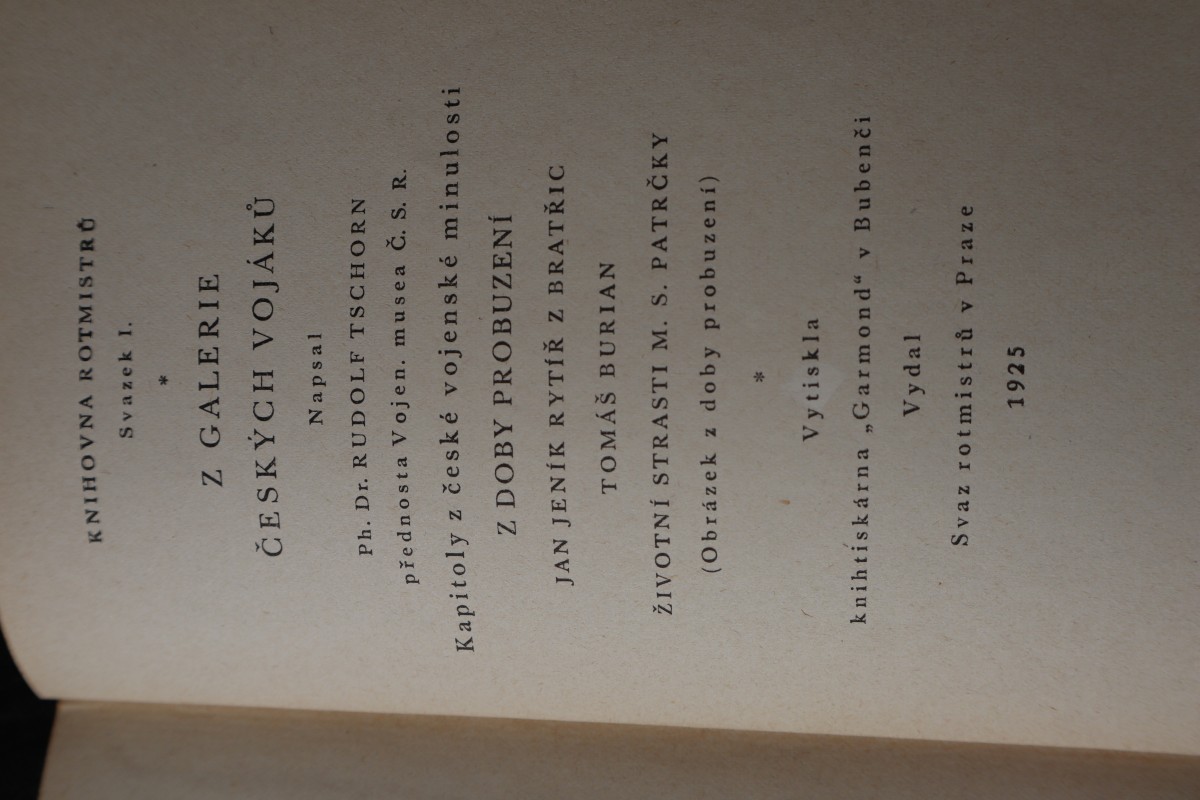 KNIHOVNA ROTMISTRŮ
Svazek I.
*
Z GALERIE
ČESKÝCH VOJÁKŮ
Napsal
Ph. Dr. RUDOLF TSCHORN
přednosta Vojen. musea Č. S. R.
Kapitoly z české vojenské minulosti
Z DOBY PROBUZENÍ
JAN JENÍK RYTÍŘ Z BRATŘIC
TOMÁŠ BURIAN
ŽIVOTNÍ STRASTI M. S. PATRČKY
(Obrázek z doby probuzení)
*
Vytiskla
knihtiskárna „Garmond“ v Bubenči
Vydal
Svaz rotmistrů v Praze
1925